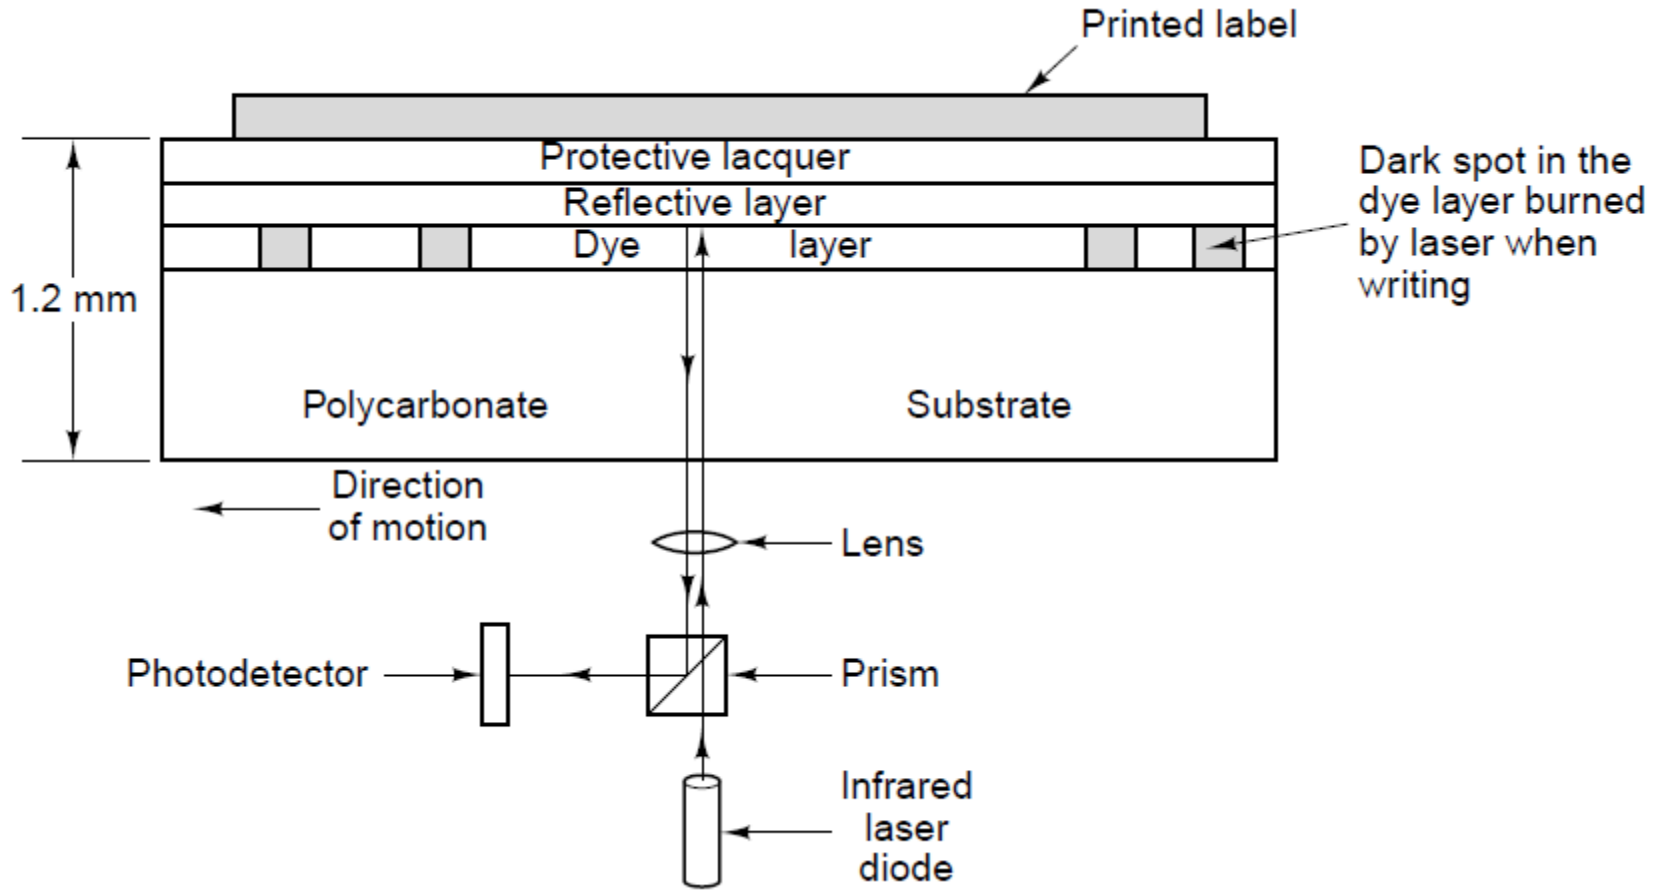 Printed label
Protective lacquer
Reflective layer
Dye layer
Dark spot in the
dye layer burned
by laser when
writing
1.2 mm
Polycarbonate
Substrate
Direction
of motion
Lens
Photodetector
Prism
Infrared
laser
diode